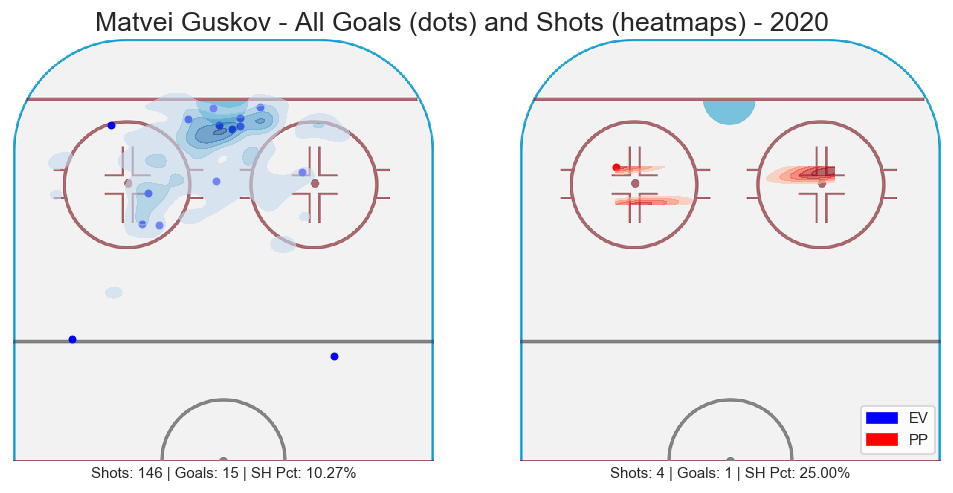 Matvei Guskov - All Goals (dots) and Shots (heatmaps) - 2020
EV
PP
Shots: 146 | Goals: 15 | SH Pct: 10.27%
Shots: 4 | Goals: 1 | SH Pct: 25.00%